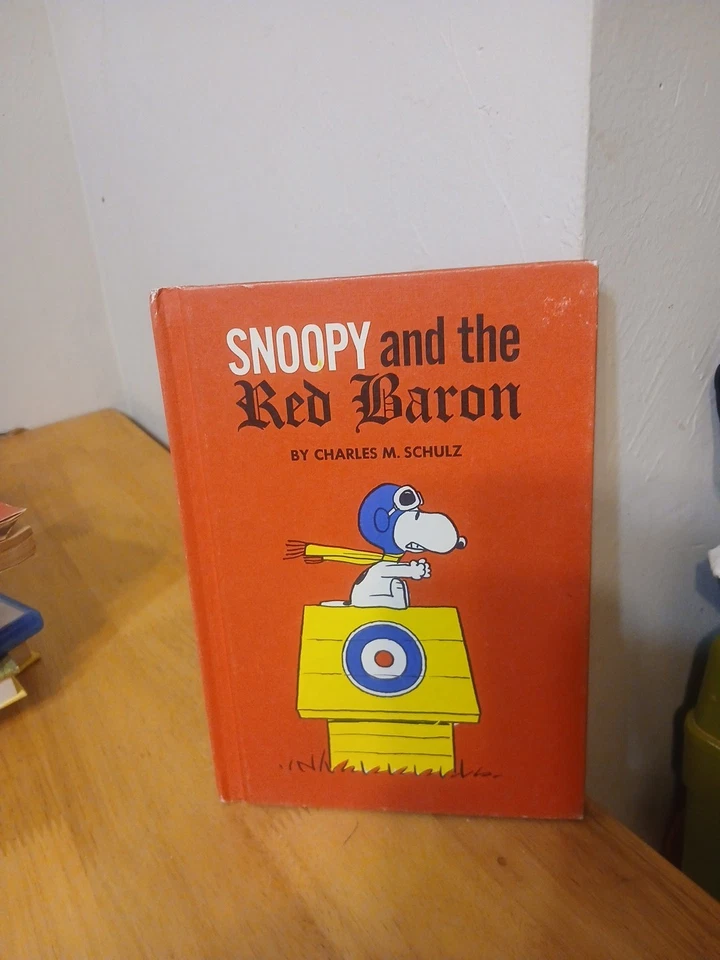 SNOOPY and the
Red Baron
BY CHARLES M. SCHULZ